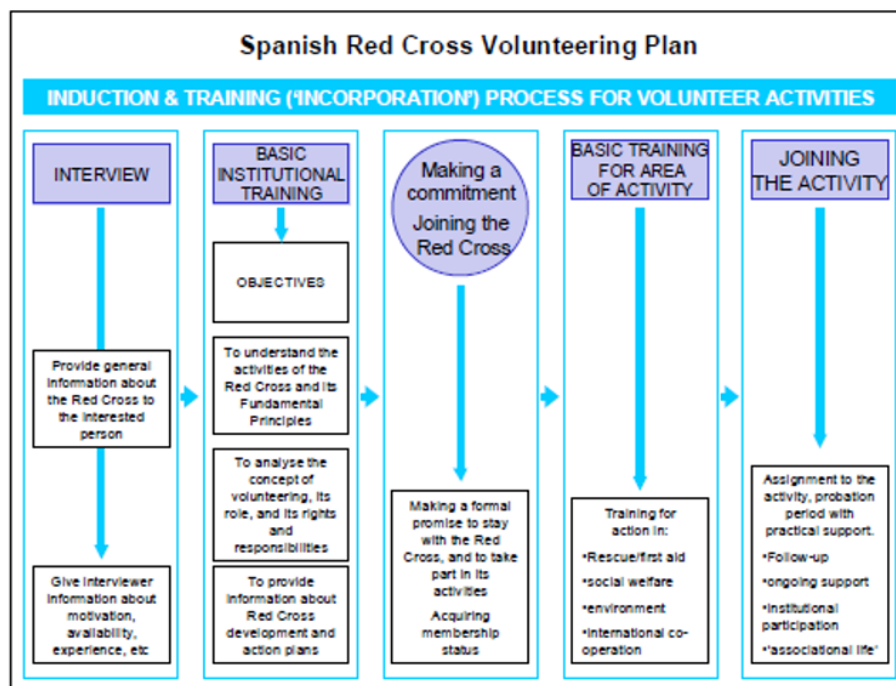 Spanish Red Cross Volunteering Plan
INDUCTION & TRAINING ('INCORPORATION') PROCESS FOR VOLUNTEER ACTIVITIES
INTERVIEW
Provide general
information about
the Red Cross to
the interested
person
Give interviewer
information about
motivation,
availability,
experience, etc
BASIC
INSTITUTIONAL
TRAINING
OBJECTIVES
To understand the
activities of the
Red Cross and its
Fundamental
Principles
To analyse the
concept of
volunteering, its
role, and its rights
and
responsibilities
To provide
information about
Red Cross
development and
action plans
Making a
commitment
Joining the
Red Cross
Making a formal
promise to stay
with the Red
Cross, and to take
part in its
activities
Acquiring
membership
status
BASIC TRAINING
FOR AREA
OF ACTIVITY
Training for
action in:
•Rescue/first aid
•social welfare
•environment
•International co-
operation
JOINING
THE ACTIVITY
Assignment to the
activity, probation
period with
practical support.
•Follow-up
•ongoing support
•Institutional
participation
•'associational life'